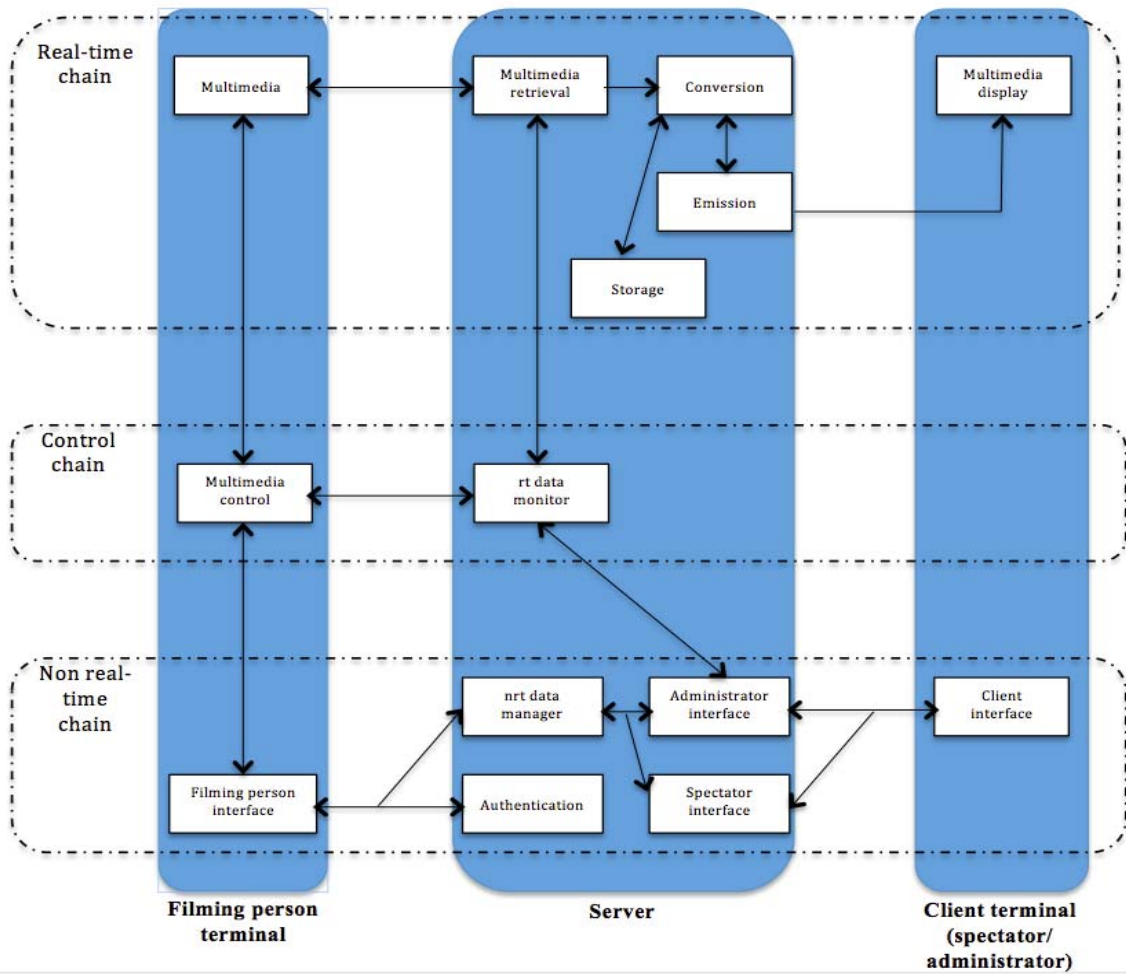 Real-time
chain
Multimedia
Multimedia
retrieval
Conversion
Multimedia
display
Emission
Storage
Control
chain
Multimedia
control
rt data
monitor
Non real-
time
chain
nrt data
manager
Administrator
interface
Client
interface
Filming person
interface
Authentication
Spectator
interface
Filming person
terminal
Server
Client terminal
(spectator/
administrator)